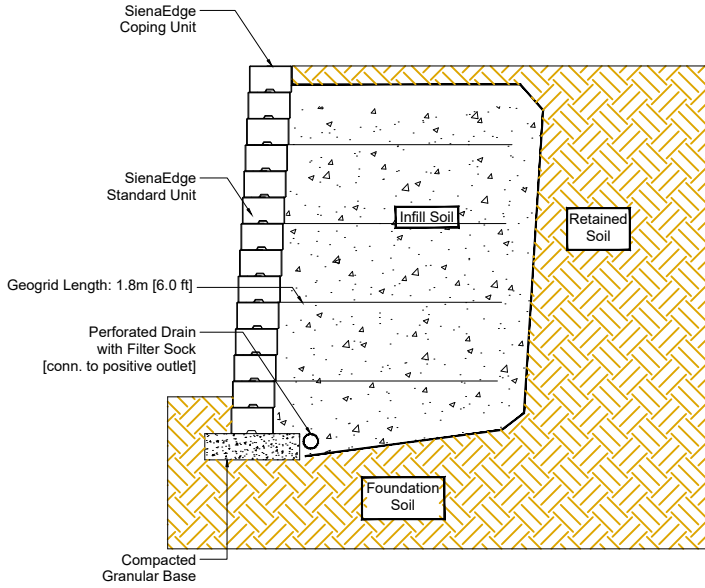 SienaEdge
Coping Unit
SienaEdge
Standard Unit
Infill Soil
Retained
Soil
Geogrid Length: 1.8m [6.0 ft]
Perforated Drain
with Filter Sock
[conn. to positive outlet]
Foundation
Soil
Compacted
Granular Base